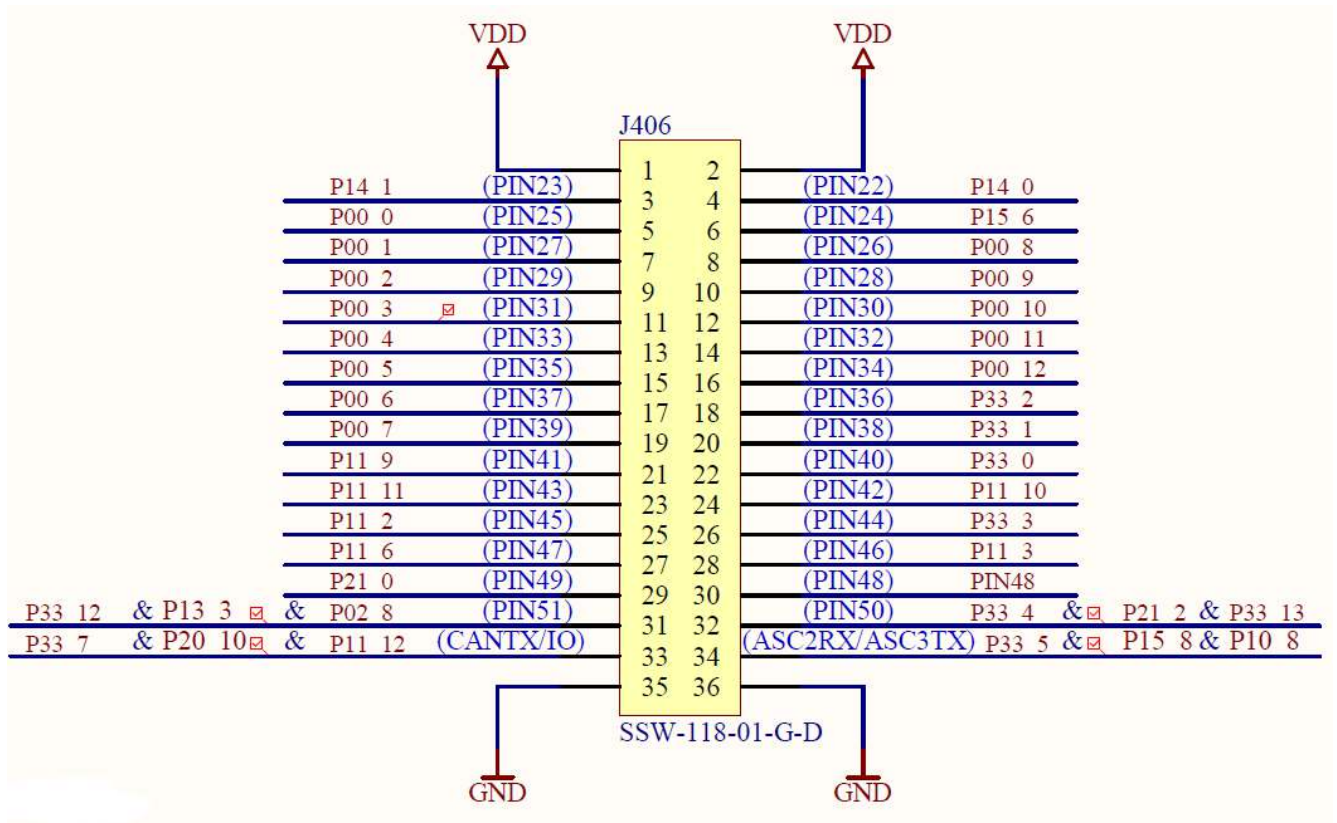 VDD VDD
J406
1 2
P14 1 (PIN23) 3 4 (PIN22) P14 0
P00 0 (PIN25) 5 6 (PIN24) P15 6
P00 1 (PIN27) 7 8 (PIN26) P00 8
P00 2 (PIN29) 9 10 (PIN28) P00 9
P00 3 (PIN31) 11 12 (PIN30) P00 10
P00 4 (PIN33) 13 14 (PIN32) P00 11
P00 5 (PIN35) 15 16 (PIN34) P00 12
P00 6 (PIN37) 17 18 (PIN36) P33 2
P00 7 (PIN39) 19 20 (PIN38) P33 1
P11 9 (PIN41) 21 22 (PIN40) P33 0
P11 11 (PIN43) 23 24 (PIN42) P11 10
P11 2 (PIN45) 25 26 (PIN44) P33 3
P11 6 (PIN47) 27 28 (PIN46) P11 3
P21 0 (PIN49) 29 30 (PIN48) PIN48
P33 12 & P13 3 & P02 8 (PIN51) 31 32 (PIN50) P33 4 & P21 2 & P33 13
P33 7 & P20 10 & P11 12 (CANTX/IO) 33 34 (ASC2RX/ASC3TX) P33 5 & P15 8 & P10 8
35 36
SSW-118-01-G-D
GND GND